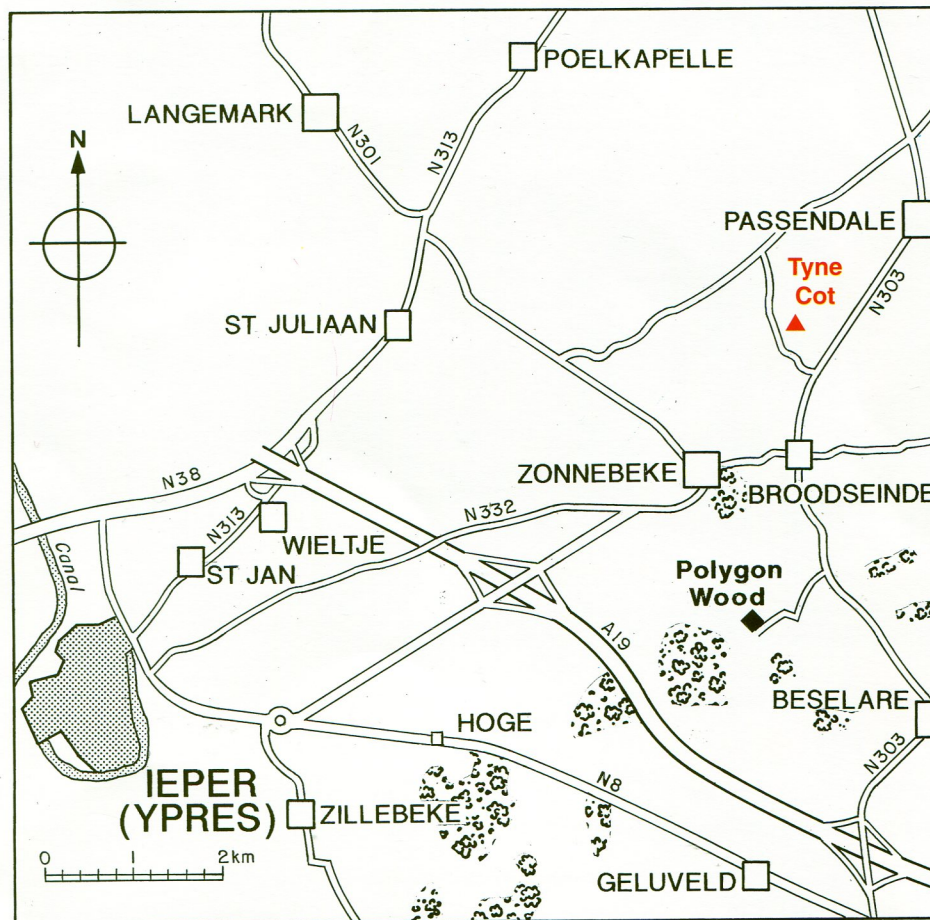 POELKAPELLE
LANGEMARK
N301
N313
N
PASSENDALE
Tyne
Cot
N303
ST JULIAAN
ZONNEBEKE
BROODSEINDE
N38
N332
N313
WIELTJE
Canal
ST JAN
Polygon
Wood
A19
BESELARE
HOGE
N303
IEPER
(YPRES)
N8
ZILLEBEKE
0 1 2km
GELUVELD